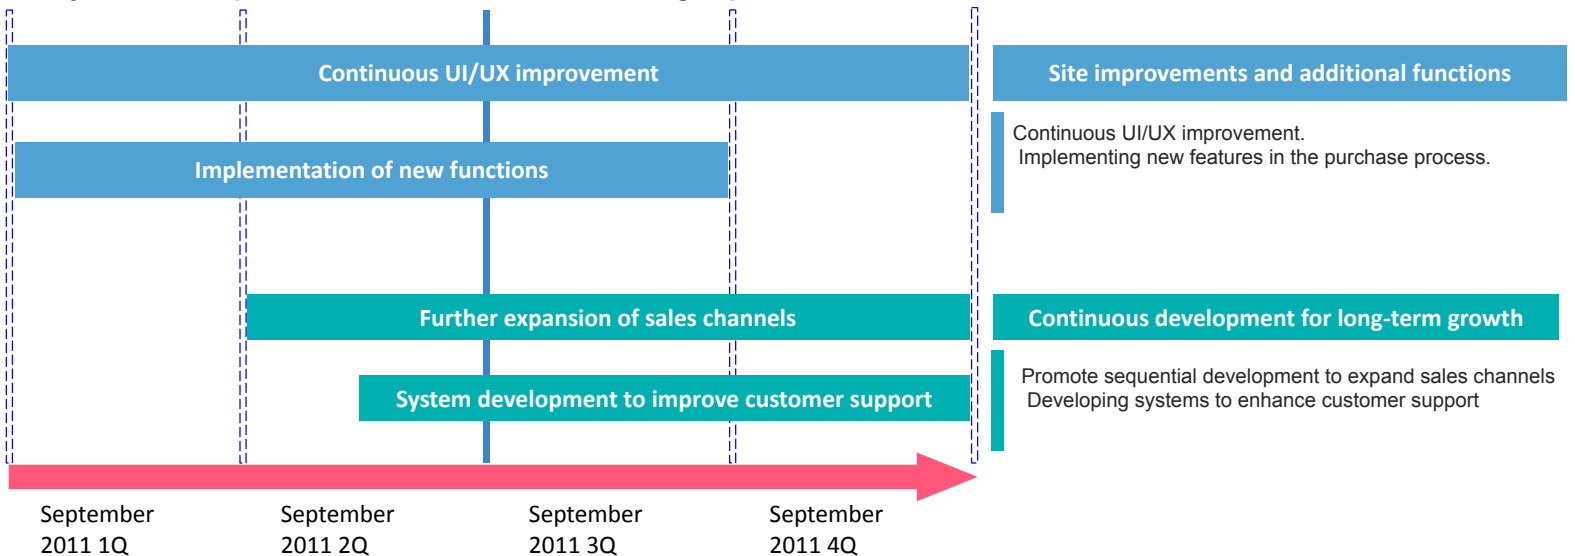 Continuous UI/UX improvement
Site improvements and additional functions
Continuous UI/UX improvement.
Implementing new features in the purchase process.
Implementation of new functions
Further expansion of sales channels
Continuous development for long-term growth
Promote sequential development to expand sales channels
Developing systems to enhance customer support
System development to improve customer support
September
2011 1Q
September
2011 2Q
September
2011 3Q
September
2011 4Q